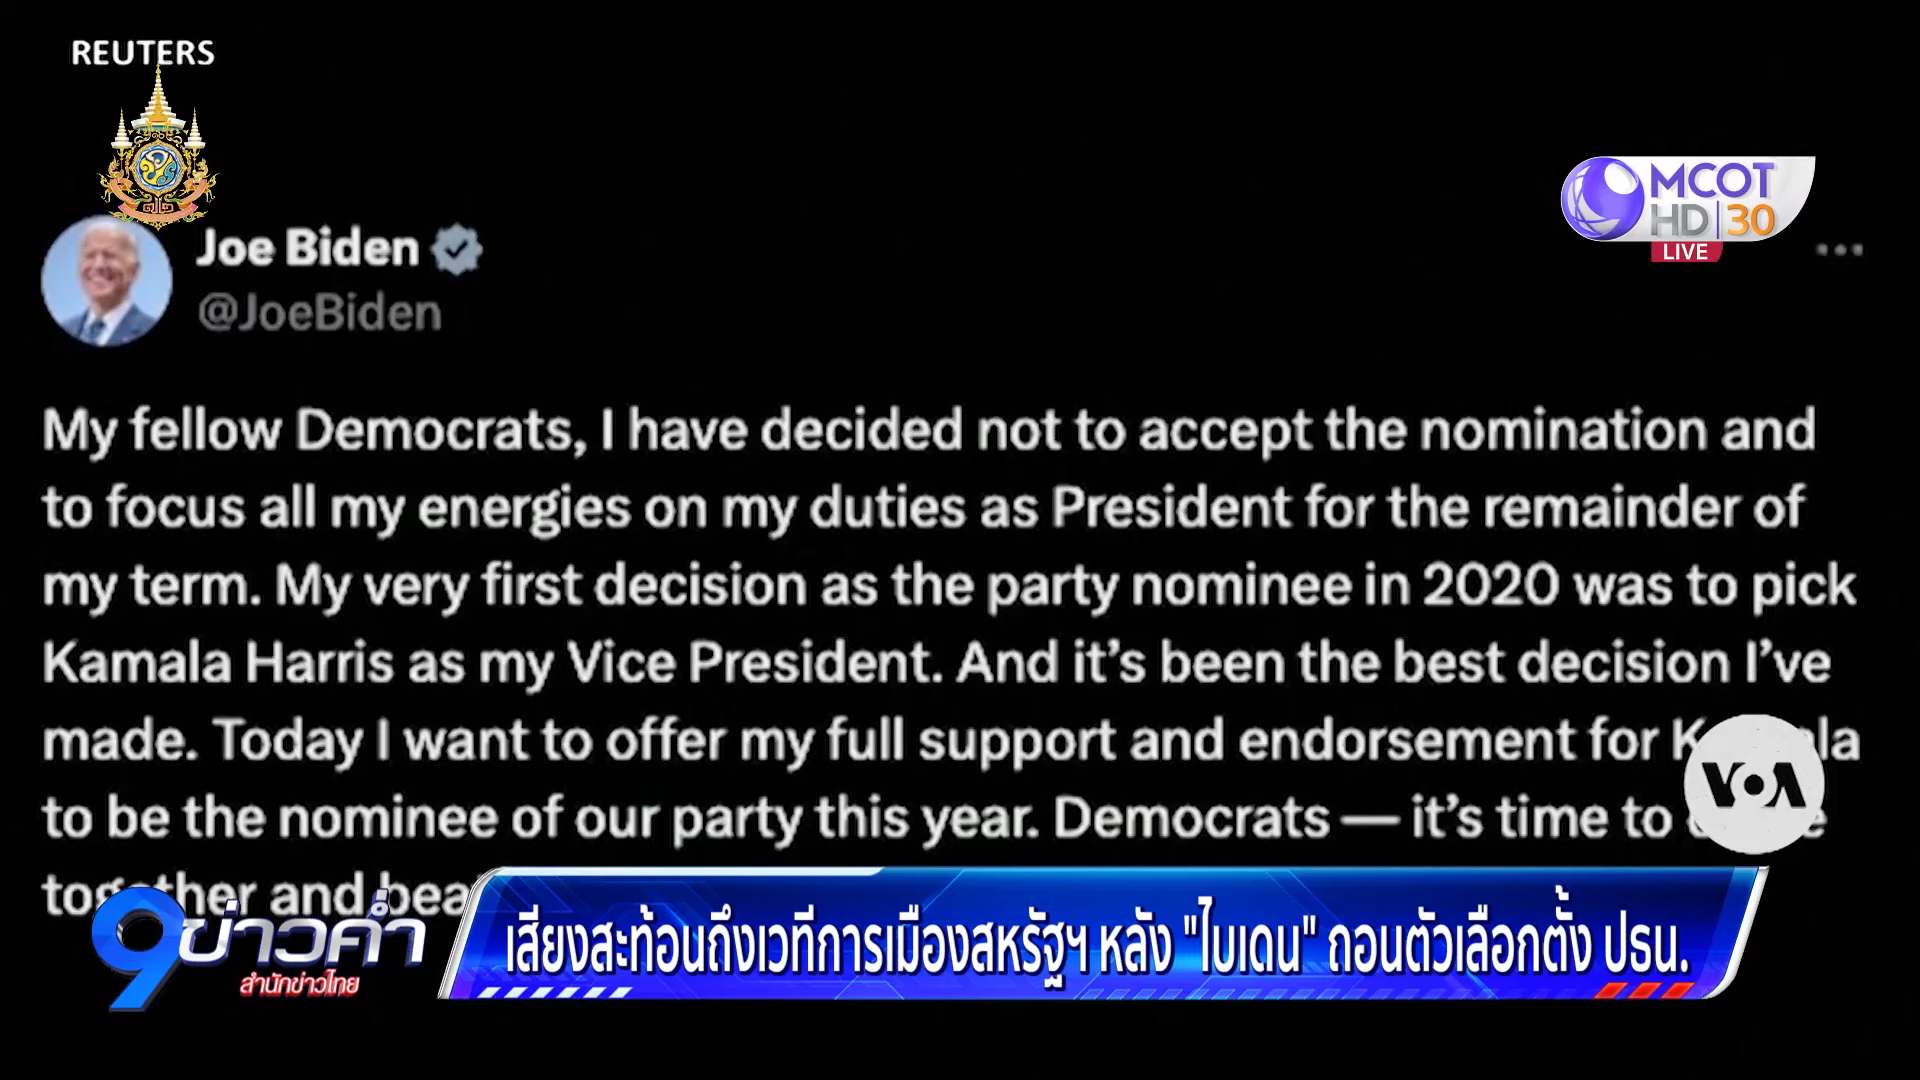 REUTERS
MCOT
HD 30
LIVE
Joe Biden
@JoeBiden
My fellow Democrats, I have decided not to accept the nomination and
to focus all my energies on my duties as President for the remainder of
my term. My very first decision as the party nominee in 2020 was to pick
Kamala Harris as my Vice President. And it’s been the best decision I’ve
made. Today I want to offer my full support and endorsement for
to be the nominee of our party this year. Democrats — it’s time to
VOA
and
9ข่าวค่ำ
สำนักข่าวไทย
เสียงสะท้อนถึงเวทีการเมืองสหรัฐฯ หลัง "ไบเดน" ถอนตัวเลือกตั้ง ปธน.